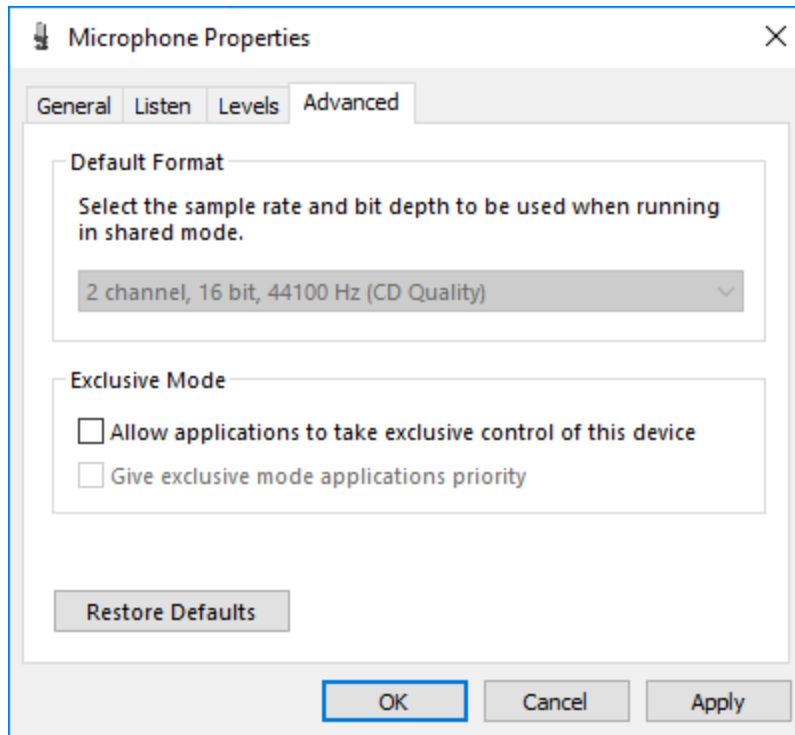 Microphone Properties
General Listen Levels Advanced
Default Format
Select the sample rate and bit depth to be used when running
in shared mode.
2 channel, 16 bit, 44100 Hz (CD Quality)
Exclusive Mode
Allow applications to take exclusive control of this device
Give exclusive mode applications priority
Restore Defaults
OK Cancel Apply